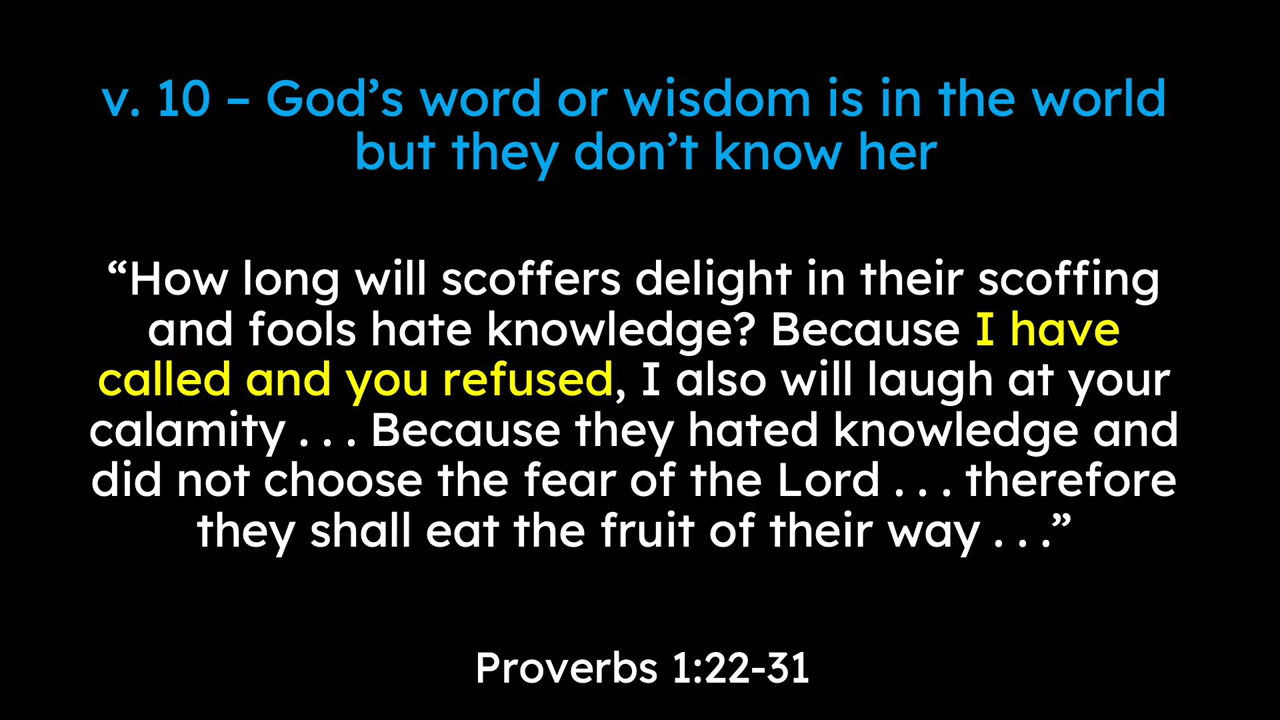 v. 10 – God’s word or wisdom is in the world
but they don’t know her
“How long will scoffers delight in their scoffing
and fools hate knowledge? Because I have
called and you refused, I also will laugh at your
calamity . . . Because they hated knowledge and
did not choose the fear of the Lord . . . therefore
they shall eat the fruit of their way . . .”
Proverbs 1:22-31